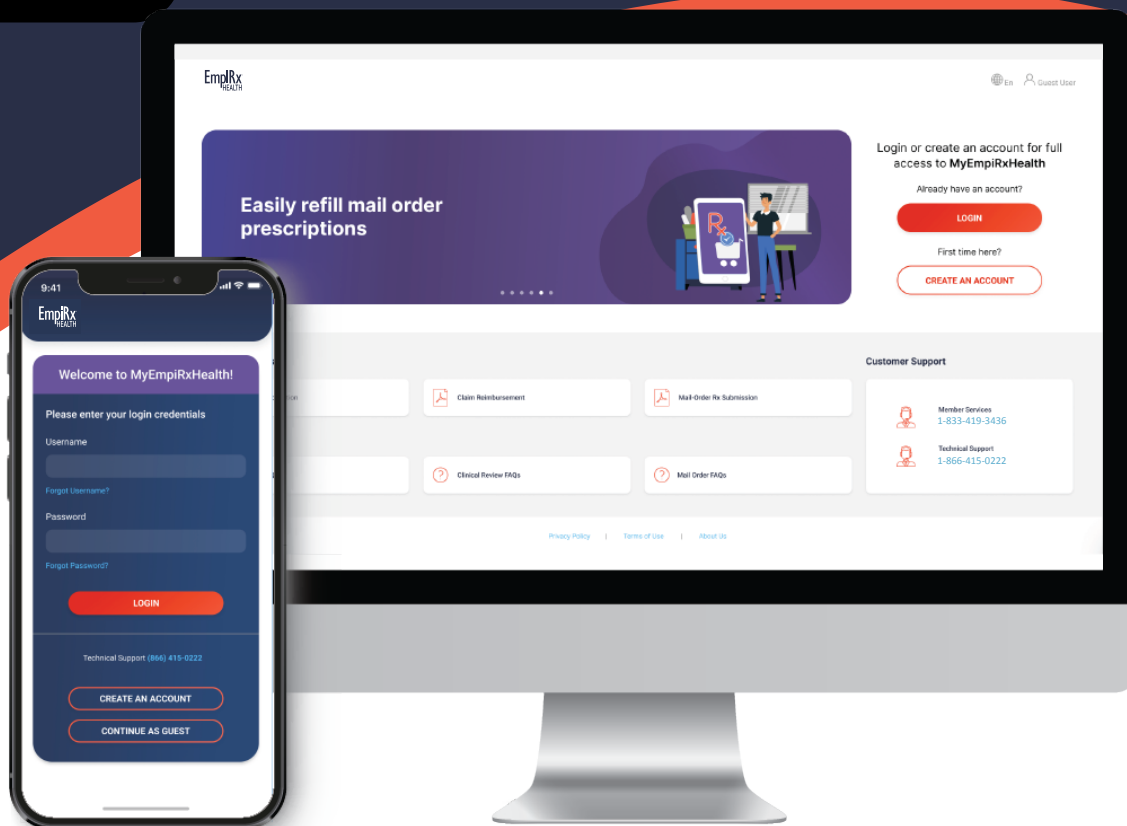 EmpiRx
HEALTH
En
Guest User
Easily refill mail order
prescriptions
Rx
Login or create an account for full
access to MyEmpiRxHealth
Already have an account?
LOGIN
First time here?
CREATE AN ACCOUNT
Claim Reimbursement
Mail-Order Rx Submission
Clinical Review FAQs
Mail Order FAQs
Customer Support
Member Services
1-833-419-3436
Technical Support
1-866-415-0222
Privacy Policy | Terms of Use | About Us
9:41
EmpiRx
HEALTH
Welcome to MyEmpiRxHealth!
Please enter your login credentials
Username
Forgot Username?
Password
Forgot Password?
LOGIN
Technical Support (866) 415-0222
CREATE AN ACCOUNT
CONTINUE AS GUEST